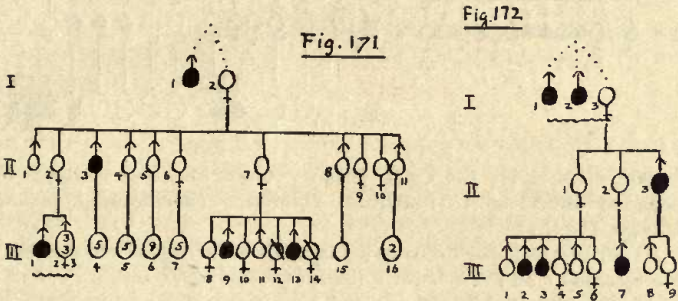 Fig. 171
I
1 2
II
1 2 3 4 5 6 7 8 9 10 11
III
3
3 5 5 9 5 2
1 2 3 4 5 6 7 8 9 10 11 12 13 14 15 16
Fig. 172
I
1 2 3
II
1 2 3
III
1 2 3 4 5 6 7 8 9